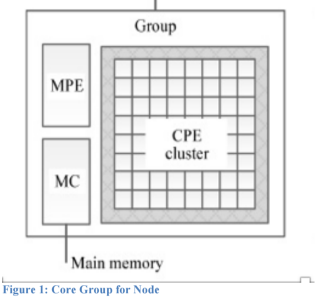 Group
MPE
CPE
cluster
MC
Main memory
Figure 1: Core Group for Node